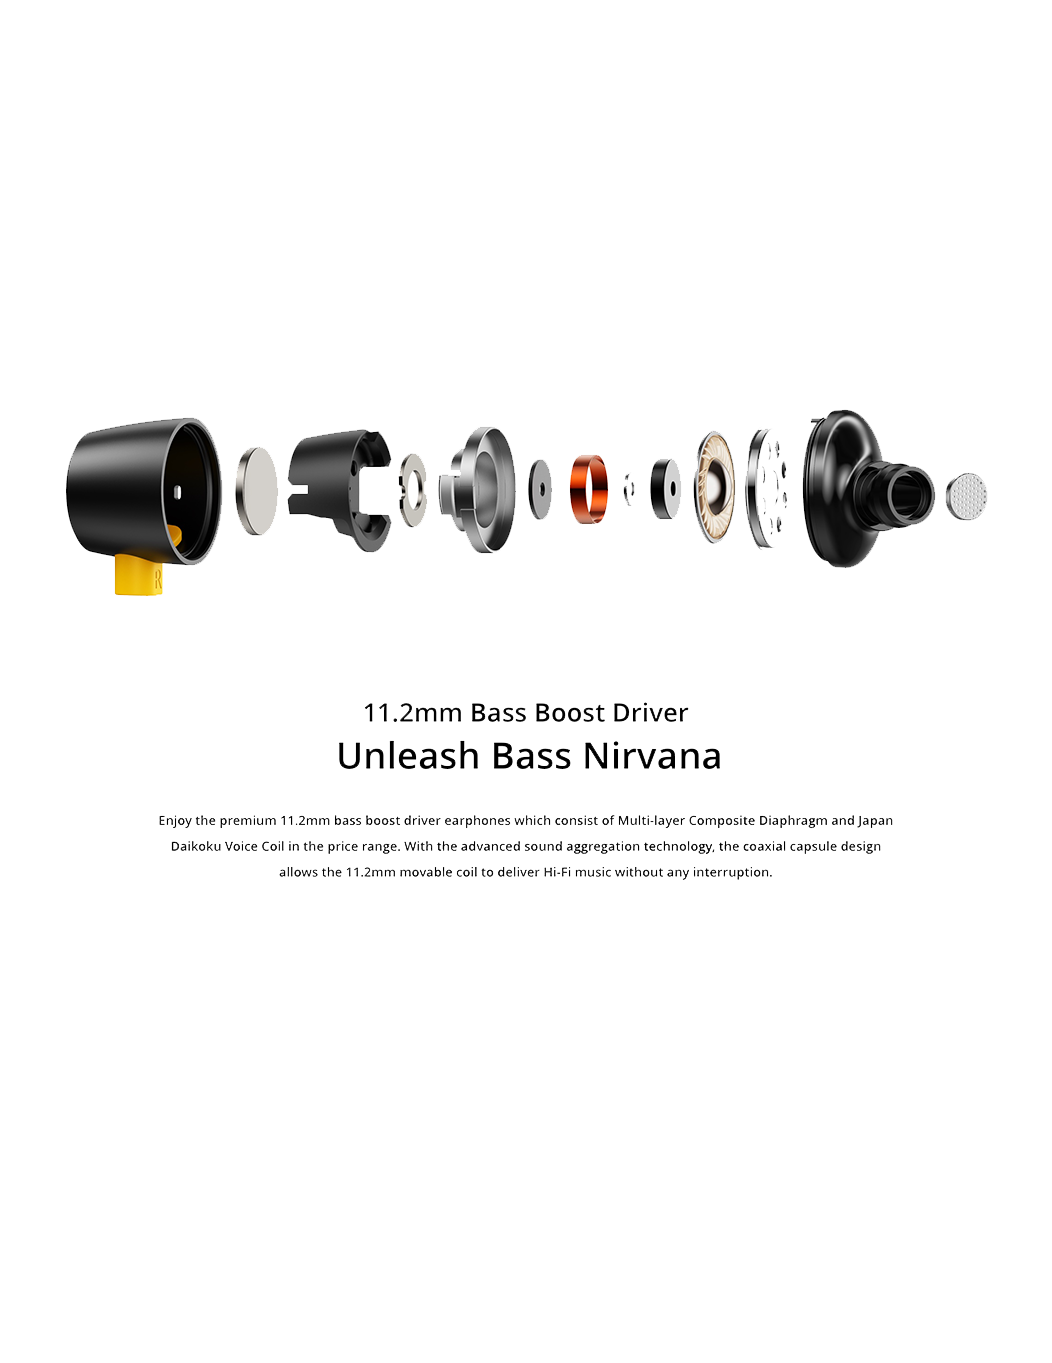 R
11.2mm Bass Boost Driver
Unleash Bass Nirvana
Enjoy the premium 11.2mm bass boost driver earphones which consist of Multi-layer Composite Diaphragm and Japan
Daikoku Voice Coil in the price range. With the advanced sound aggregation technology, the coaxial capsule design
allows the 11.2mm movable coil to deliver Hi-Fi music without any interruption.